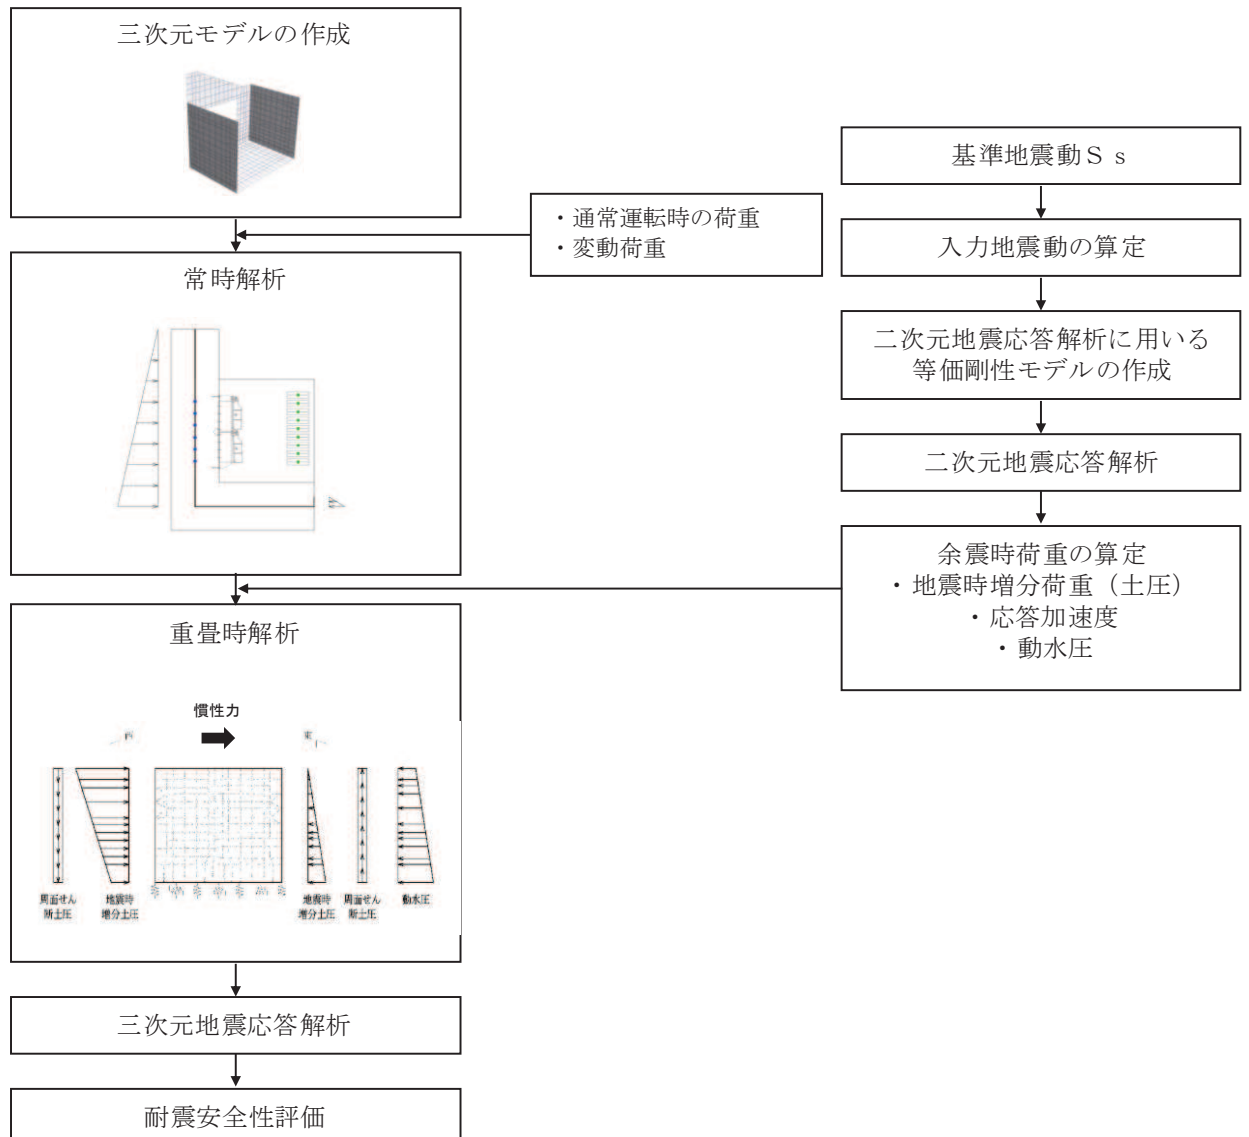 三次元モデルの作成
・通常運転時の荷重
・変動荷重
常時解析
基準地震動Ｓｓ
入力地震動の算定
二次元地震応答解析に用いる
等価剛性モデルの作成
二次元地震応答解析
余震時荷重の算定
・地震時増分荷重（土圧）
・応答加速度
・動水圧
重畳時解析
慣性力
西
東
周面せん
断土圧
地震時
増分土圧
地震時
増分土圧
周面せん
断土圧
動水圧
三次元地震応答解析
耐震安全性評価